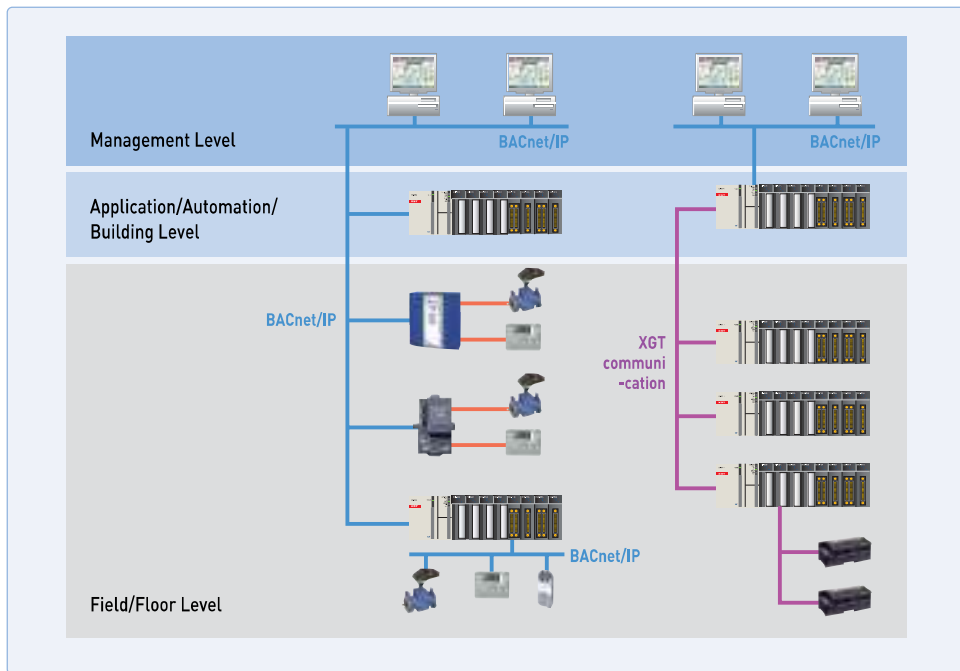 Management Level
BACnet/IP
BACnet/IP
Application/Automation/
Building Level
BACnet/IP
XGT
communi
-cation
BACnet/IP
Field/Floor Level